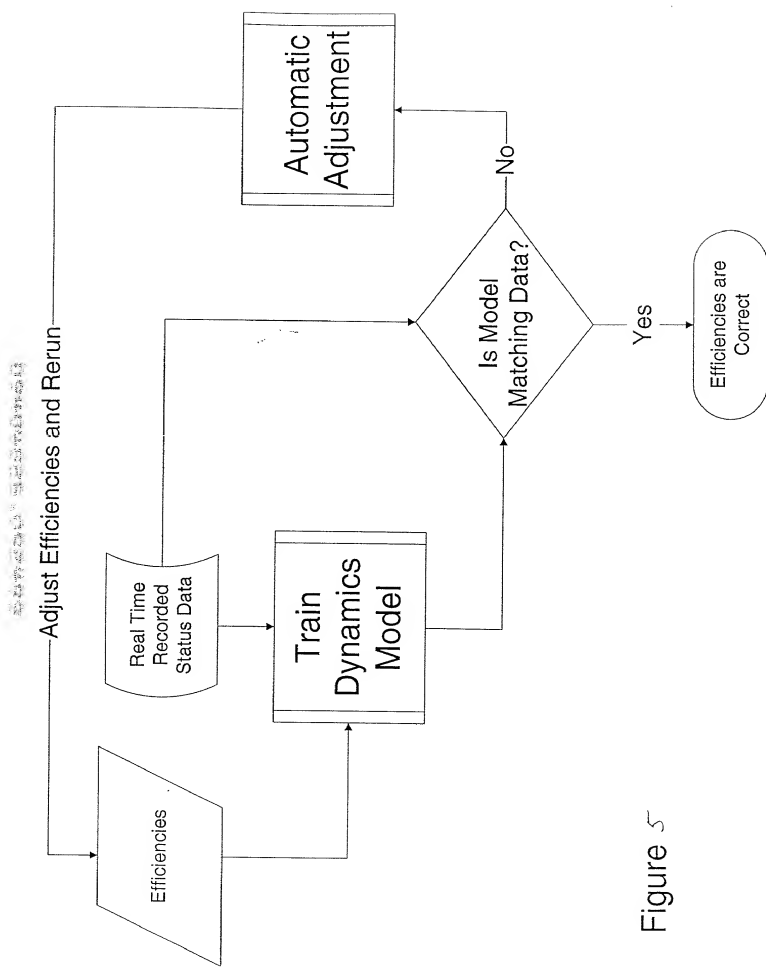 Adjust Efficiencies and Rerun
Efficiencies
Real Time
Recorded
Status Data
Train
Dynamics
Model
Is Model
Matching Data?
No
Automatic
Adjustment
Yes
Efficiencies are
Correct
Figure 5